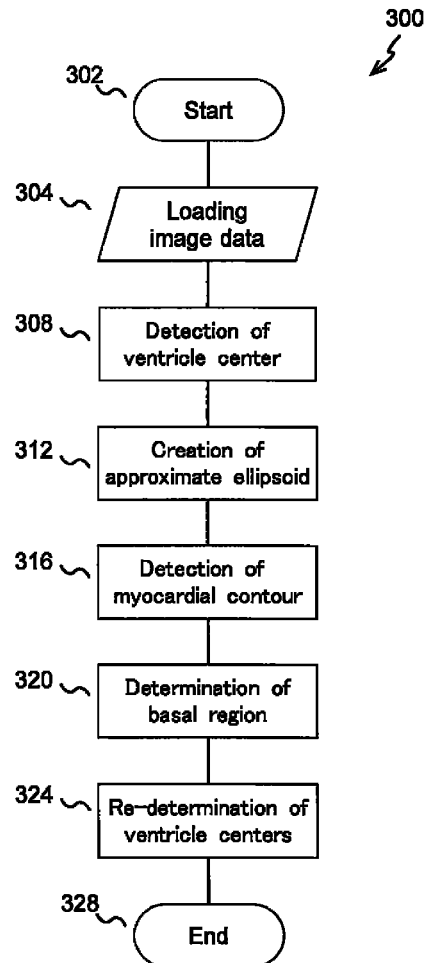 300
302
Start
304
Loading
image data
308
Detection of
ventricle center
312
Creation of
approximate ellipsoid
316
Detection of
myocardial contour
320
Determination of
basal region
324
Re-determination of
ventricle centers
328
End